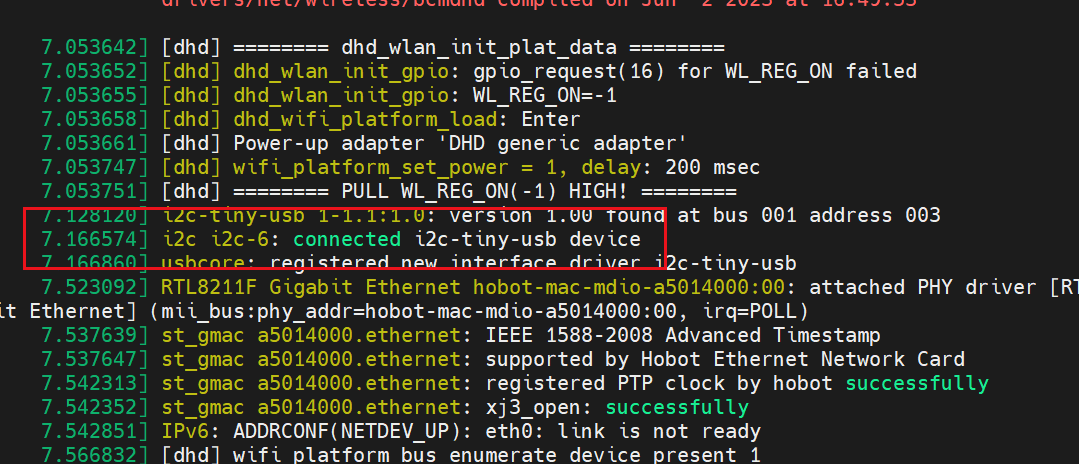 drivers/net/wireless/bcmdhd compiled on Jun  2 2023 at 16:49:53
7.053642] [dhd] ======== dhd_wlan_init_plat_data ========
7.053652] [dhd] dhd_wlan_init_gpio: gpio_request(16) for WL_REG_ON failed
7.053655] [dhd] dhd_wlan_init_gpio: WL_REG_ON=-1
7.053658] [dhd] dhd_wifi_platform_load: Enter
7.053661] [dhd] Power-up adapter 'DHD generic adapter'
7.053747] [dhd] wifi_platform_set_power = 1, delay: 200 msec
7.053751] [dhd] ======== PULL WL_REG_ON(-1) HIGH! ========
7.128120] i2c-tiny-usb 1-1.1:1.0: version 1.00 found at bus 001 address 003
7.166574] i2c i2c-6: connected i2c-tiny-usb device
7.166860] usbcore: registered new interface driver i2c-tiny-usb
7.523092] RTL8211F Gigabit Ethernet hobot-mac-mdio-a5014000:00: attached PHY driver [RT
it Ethernet] (mii_bus:phy_addr=hobot-mac-mdio-a5014000:00, irq=POLL)
7.537639] st_gmac a5014000.ethernet: IEEE 1588-2008 Advanced Timestamp
7.537647] st_gmac a5014000.ethernet: supported by Hobot Ethernet Network Card
7.542313] st_gmac a5014000.ethernet: registered PTP clock by hobot successfully
7.542352] st_gmac a5014000.ethernet: xj3_open: successfully
7.542851] IPv6: ADDRCONF(NETDEV_UP): eth0: link is not ready
7.566832] [dhd] wifi_platform_bus_enumerate device present 1